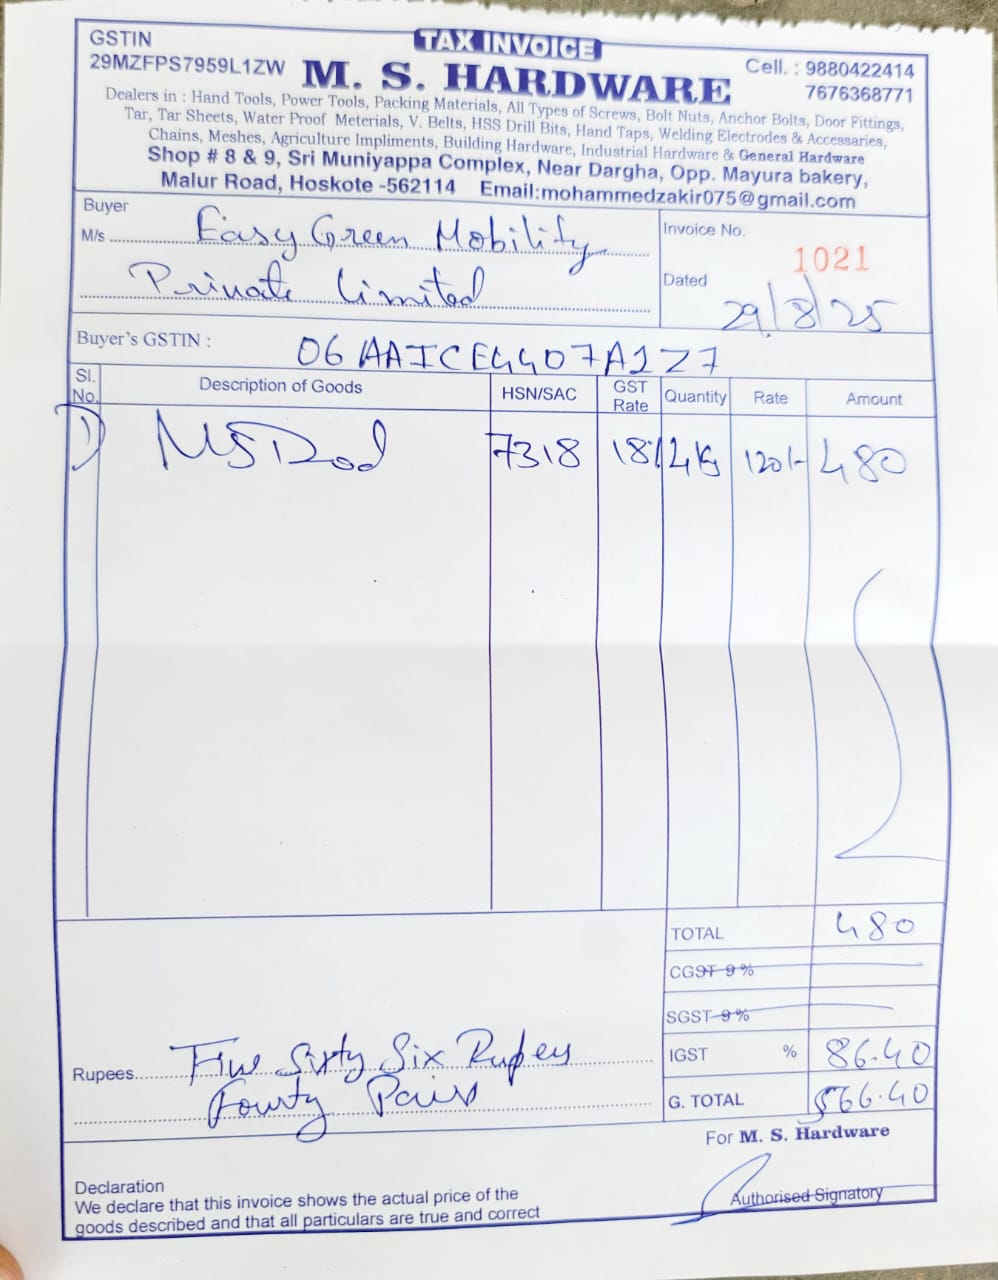 GSTIN
29MZFPS7959L1ZW
TAX INVOICE
Cell. : 9880422414
7676368771
M. S. HARDWARE
Dealers in : Hand Tools, Power Tools, Packing Materials, All Types of Screws, Bolt Nuts, Anchor Bolts, Door Fittings,
Tar, Tar Sheets, Water Proof Meterials, V. Belts, HSS Drill Bits, Hand Taps, Welding Electrodes & Accessaries,
Chains, Meshes, Agriculture Impliments, Building Hardware, Industrial Hardware & General Hardware
Shop # 8 & 9, Sri Muniyappa Complex, Near Dargha, Opp. Mayura bakery,
Malur Road, Hoskote -562114 Email:mohammedzakir075@gmail.com
Buyer
M/s Easy Green Mobility
Private Limited
Invoice No.
1021
Dated
29/8/25
Buyer's GSTIN : 06AAICE4407A1Z7
Sl. No. Description of Goods HSN/SAC GST Rate Quantity Rate Amount
1) MS Rod 7318 18% 4kg 120/- 480
TOTAL 480
CGST 9%
SGST 9%
IGST % 86.40
G. TOTAL 566.40
Rupees Five Sixty Six Rupey
Fourty Pais
For M. S. Hardware
Authorised Signatory
Declaration
We declare that this invoice shows the actual price of the
goods described and that all particulars are true and correct